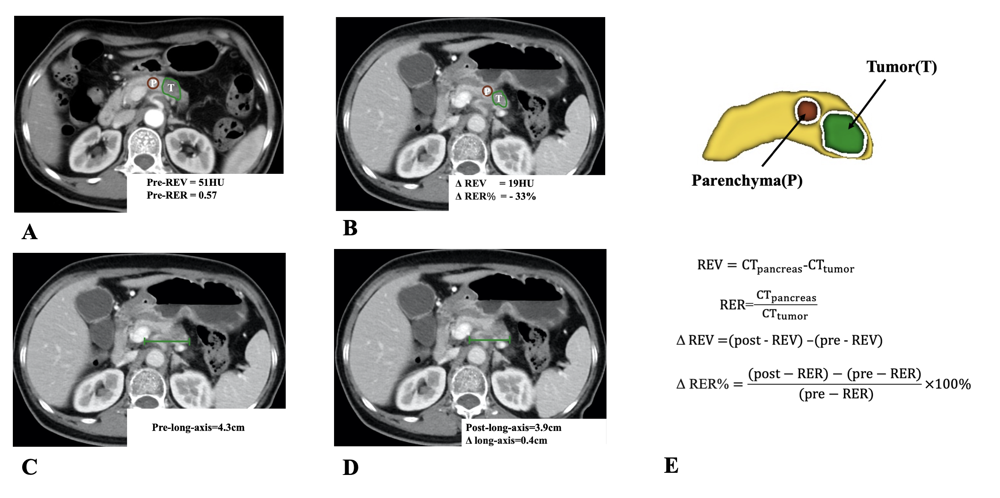 P
T
Pre-REV = 51HU
Pre-RER = 0.57
A
P
T
Δ REV = 19HU
Δ RER% = - 33%
B
Tumor(T)
Parenchyma(P)
Pre-long-axis=4.3cm
C
Post-long-axis=3.9cm
Δ long-axis=0.4cm
D
REV = CTpancreas-CTtumor
RER=CTpancreas/CTtumor
Δ REV =(post - REV) –(pre - REV)
Δ RER% = (post – RER) – (pre – RER)/(pre – RER) ×100%
E